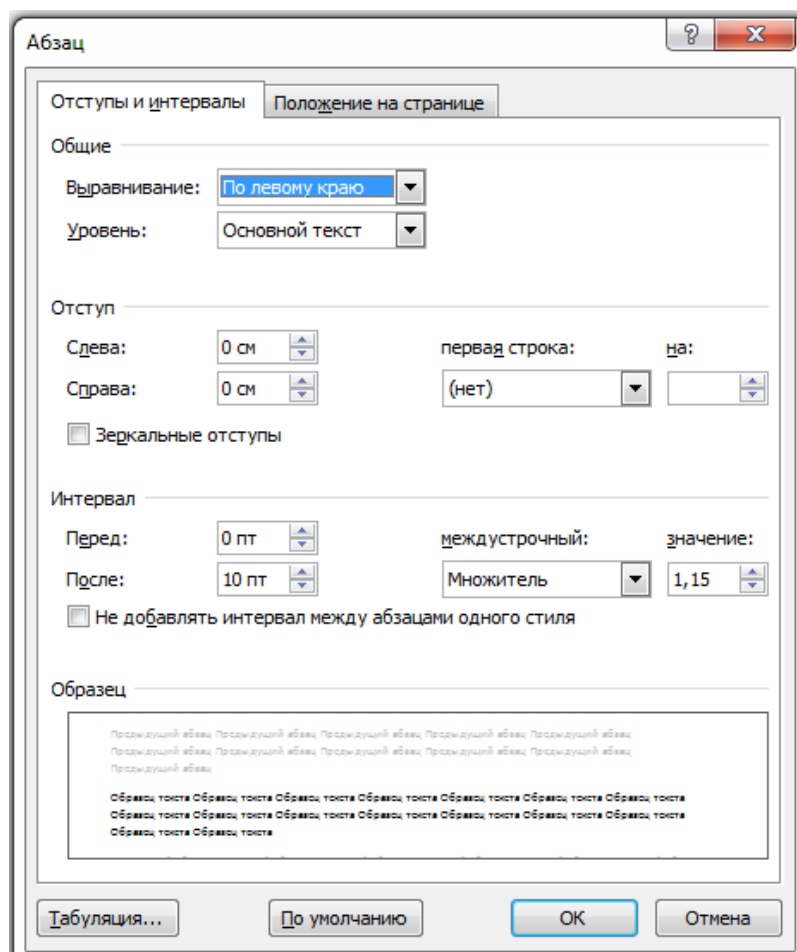 Абзац
Отступы и интервалы Положение на странице
Общие
Выравнивание: По левому краю
Уровень: Основной текст
Отступ
Слева: 0 см первая строка: на:
Справа: 0 см (нет)
Зеркальные отступы
Интервал
Перед: 0 пт междустрочный: значение:
После: 10 пт Множитель 1,15
Не добавлять интервал между абзацами одного стиля
Образец
Предыдущий абзац Предыдущий абзац Предыдущий абзац Предыдущий абзац Предыдущий абзац
Предыдущий абзац Предыдущий абзац Предыдущий абзац Предыдущий абзац Предыдущий абзац
Предыдущий абзац
Образец текста Образец текста Образец текста Образец текста Образец текста Образец текста Образец текста
Образец текста Образец текста Образец текста Образец текста Образец текста Образец текста Образец текста
Образец текста Образец текста
Табуляция... По умолчанию ОК Отмена